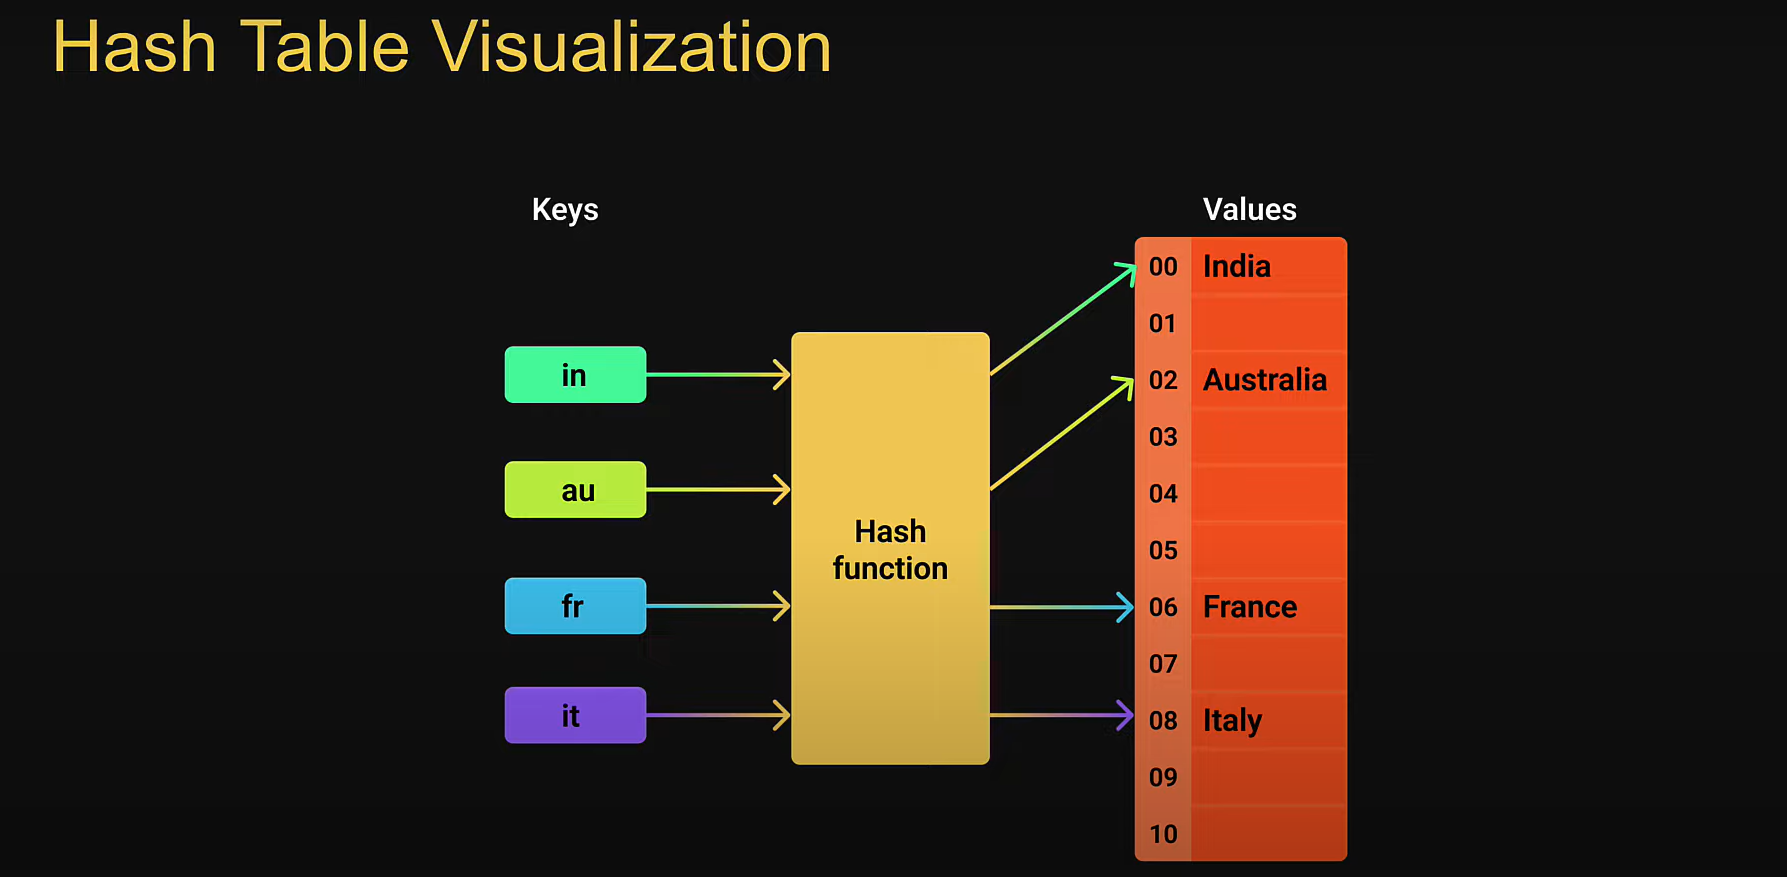 Hash Table Visualization
Keys
Values
in
au
fr
it
Hash
function
00 India
01
02 Australia
03
04
05
06 France
07
08 Italy
09
10